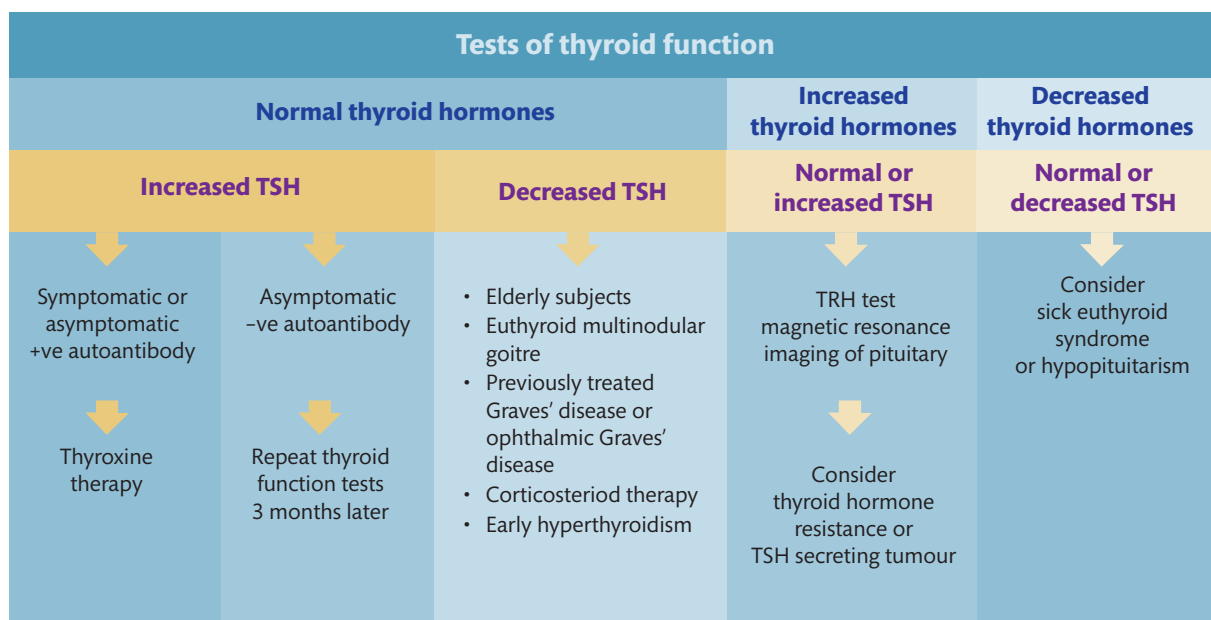 Tests of thyroid function
Normal thyroid hormones
Increased
thyroid hormones
Decreased
thyroid hormones
Increased TSH
Decreased TSH
Normal or
increased TSH
Normal or
decreased TSH
Symptomatic or
asymptomatic
+ve autoantibody
Thyroxine
therapy
Asymptomatic
–ve autoantibody
Repeat thyroid
function tests
3 months later
• Elderly subjects
• Euthyroid multinodular
goitre
• Previously treated
Graves’ disease or
ophthalmic Graves’
disease
• Corticosteriod therapy
• Early hyperthyroidism
TRH test
magnetic resonance
imaging of pituitary
Consider
thyroid hormone
resistance or
TSH secreting tumour
Consider
sick euthyroid
syndrome
or hypopituitarism